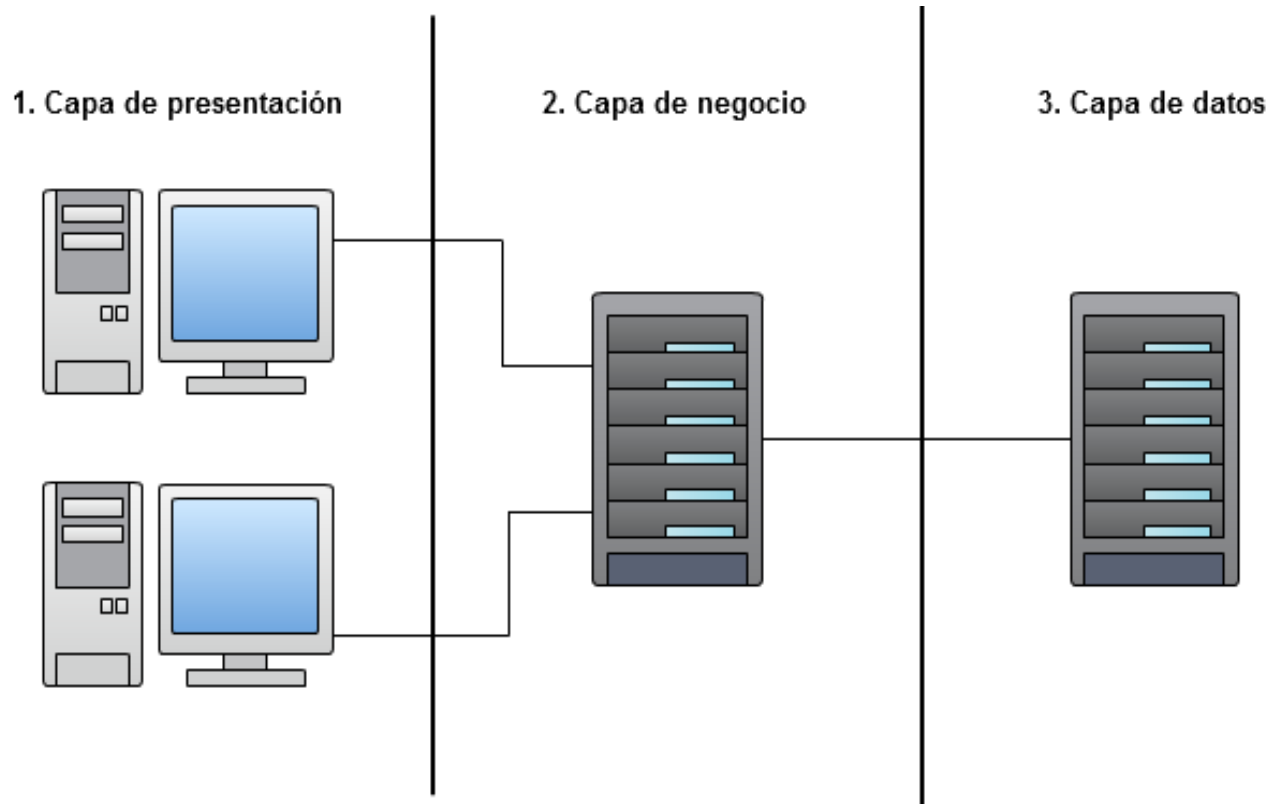 1. Capa de presentación
2. Capa de negocio
3. Capa de datos